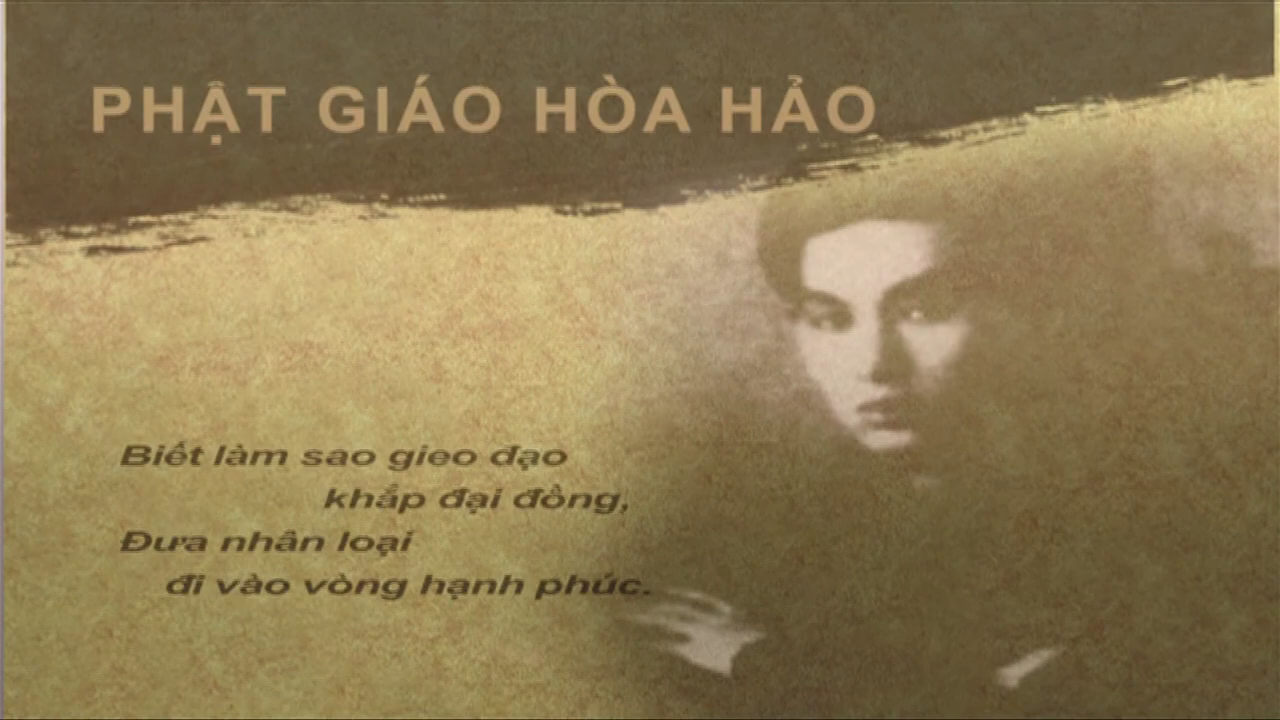 PHẬT GIÁO HÒA HẢO
Biết làm sao gieo đạo
khắp đại đồng,
Đưa nhân loại
đi vào vòng hạnh phúc.